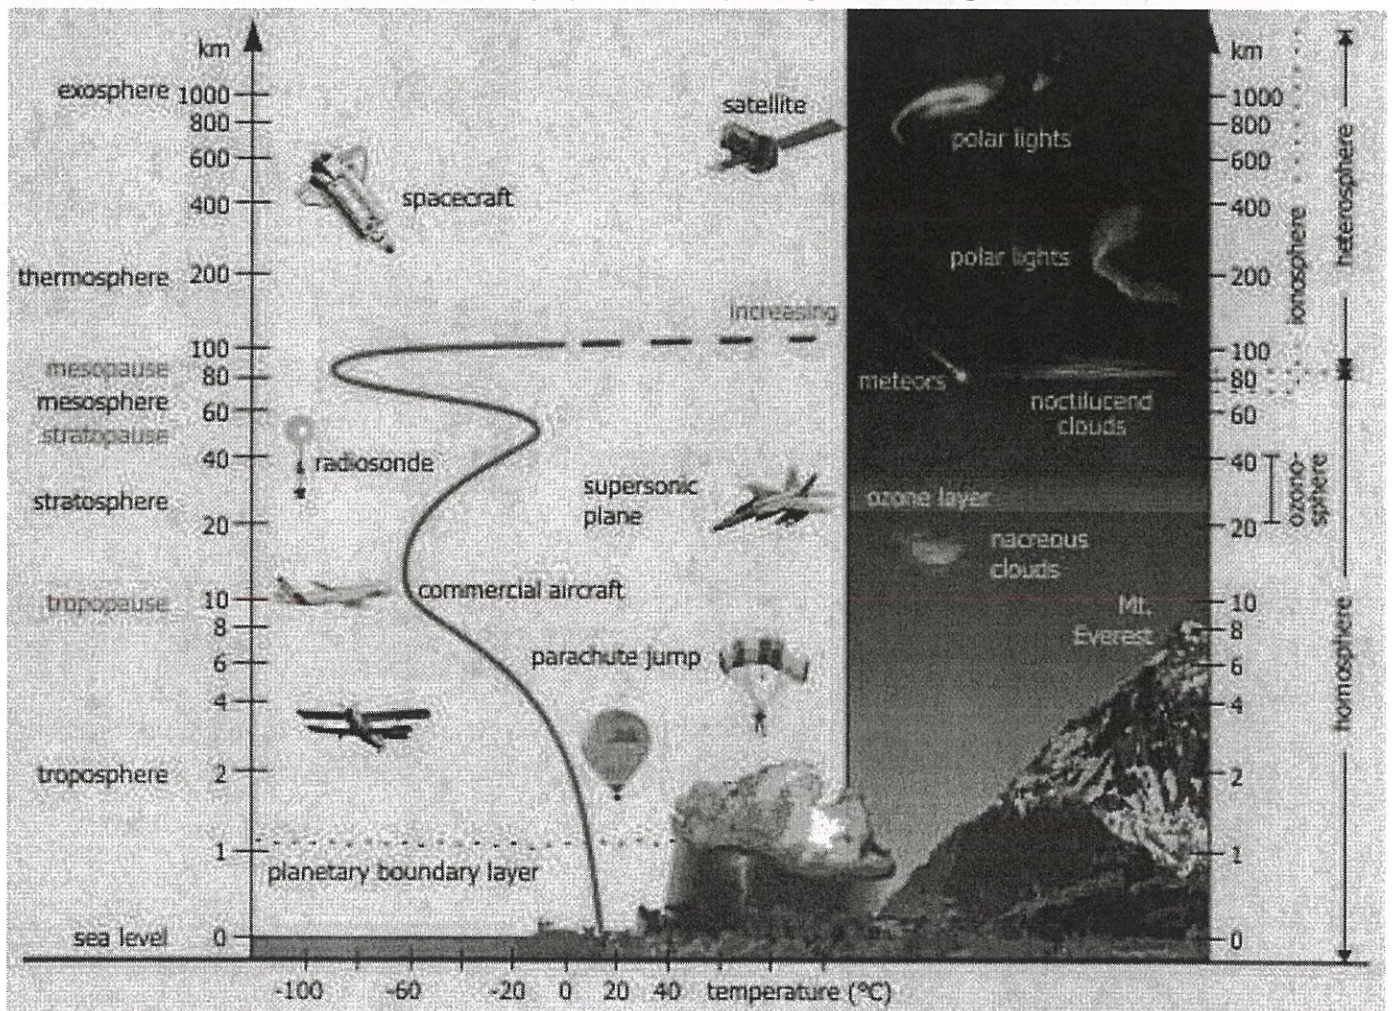 km
exosphere 1000
800
600
400
thermosphere 200
100
mesopause
80
mesosphere
60
stratopause
40
stratosphere
20
tropopause 10
8
6
4
troposphere 2
1
sea level 0
satellite
spacecraft
increasing
radiosonde
supersonic
plane
commercial aircraft
parachute jump
planetary boundary layer
-100 -60 -20 0 20 40 temperature (°C)
polar lights
polar lights
meteors
noctilucend
clouds
ozone layer
nacreous
clouds
Mt.
Everest
km
1000
800
600
400
200
100
80
60
40
20
10
8
6
4
2
1
0
ionosphere
ozono-
sphere
heterosphere
homosphere